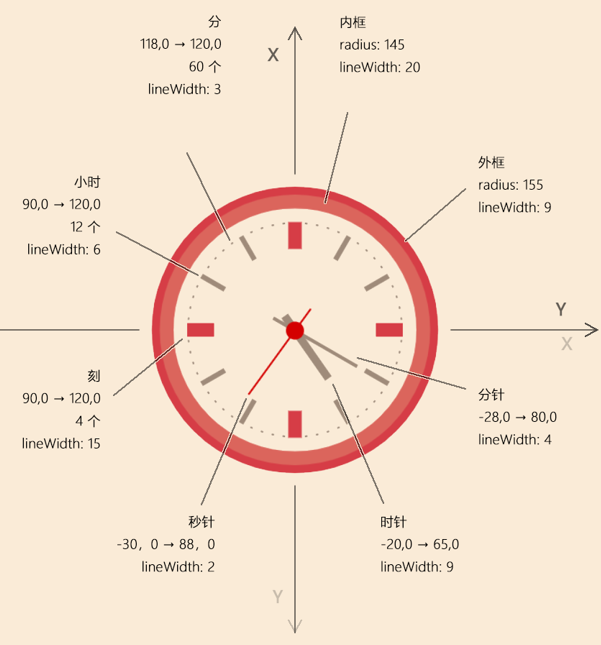 分
118,0 → 120,0
60 个
lineWidth: 3
X
内框
radius: 145
lineWidth: 20
外框
radius: 155
lineWidth: 9
小时
90,0 → 120,0
12 个
lineWidth: 6
Y
X
刻
90,0 → 120,0
4 个
lineWidth: 15
分针
-28,0 → 80,0
lineWidth: 4
秒针
-30，0 → 88，0
lineWidth: 2
时针
-20,0 → 65,0
lineWidth: 9
Y